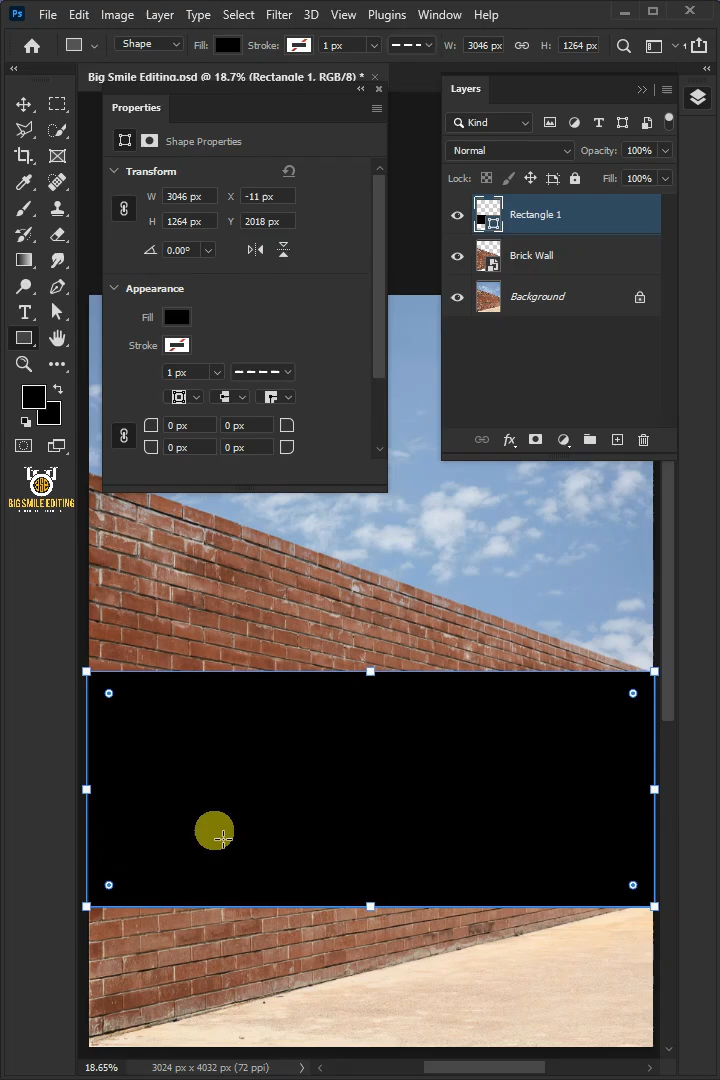 Ps File Edit Image Layer Type Select Filter 3D View Plugins Window Help
Shape Fill: Stroke: 1 px W: 3046 px H: 1264 px
Big Smile Editing.psd @ 18.7% (Rectangle 1, RGB/8) *
Properties
Shape Properties
Transform
W 3046 px X -11 px
H 1264 px Y 2018 px
0.00°
Appearance
Fill
Stroke
1 px
0 px 0 px
0 px 0 px
Layers
Kind
Normal Opacity: 100%
Lock: Fill: 100%
Rectangle 1
Brick Wall
Background
fx
BIG SMILE EDITING
18.65% 3024 px x 4032 px (72 ppi)